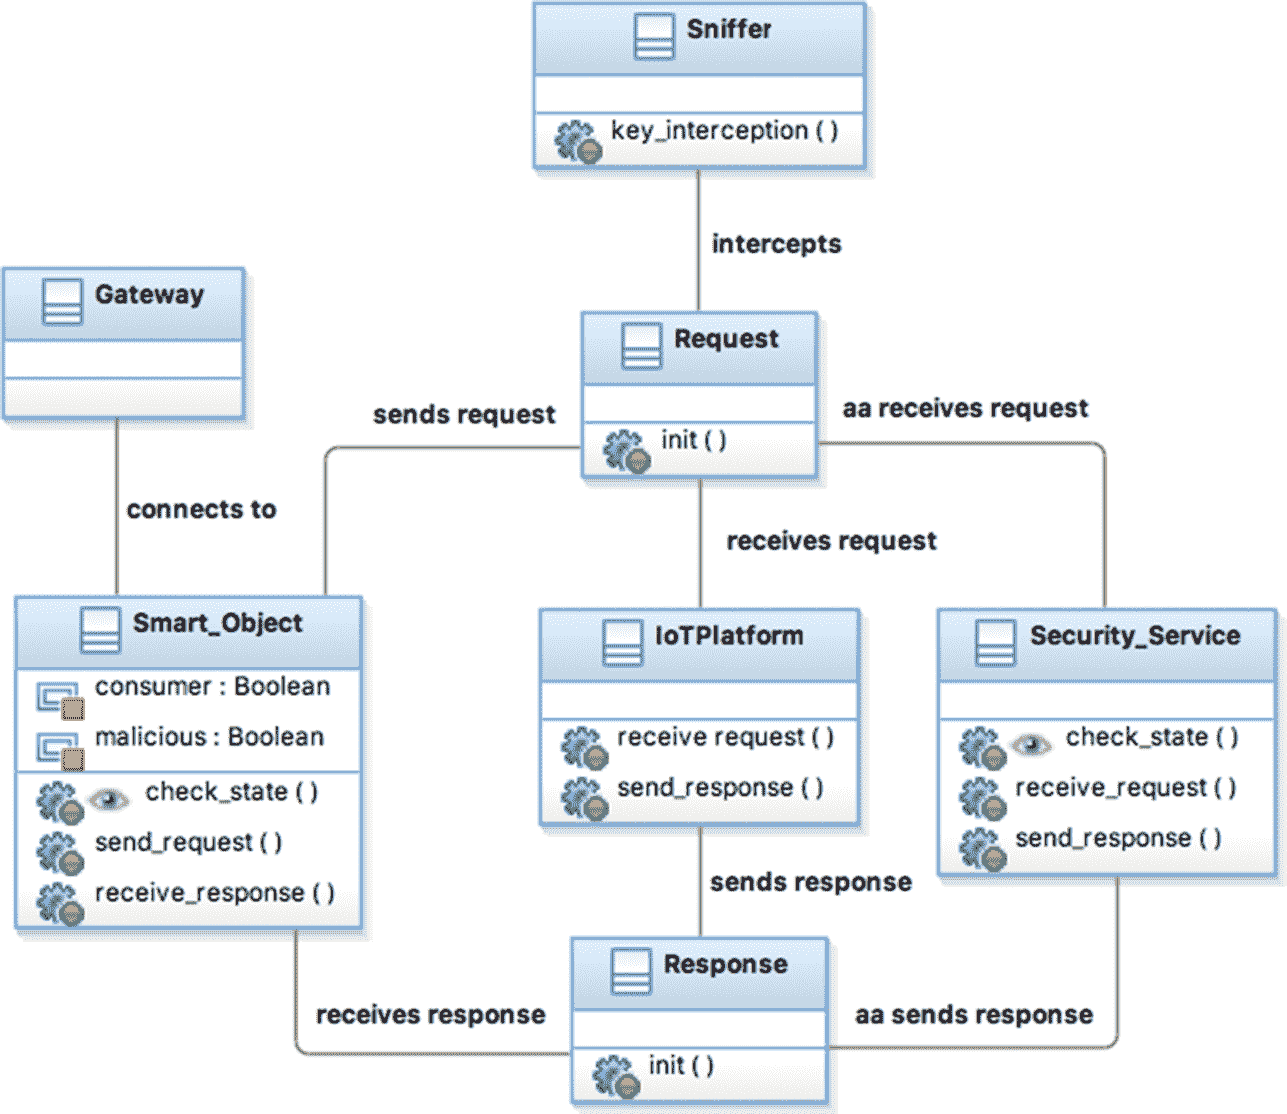 Sniffer
key_interception ( )
intercepts
Gateway
Request
init ( )
sends request
aa receives request
connects to
receives request
Smart_Object
consumer : Boolean
malicious : Boolean
check_state ( )
send_request ( )
receive_response ( )
IoTPlatform
receive request ( )
send_response ( )
Security_Service
check_state ( )
receive_request ( )
send_response ( )
sends response
Response
init ( )
receives response
aa sends response